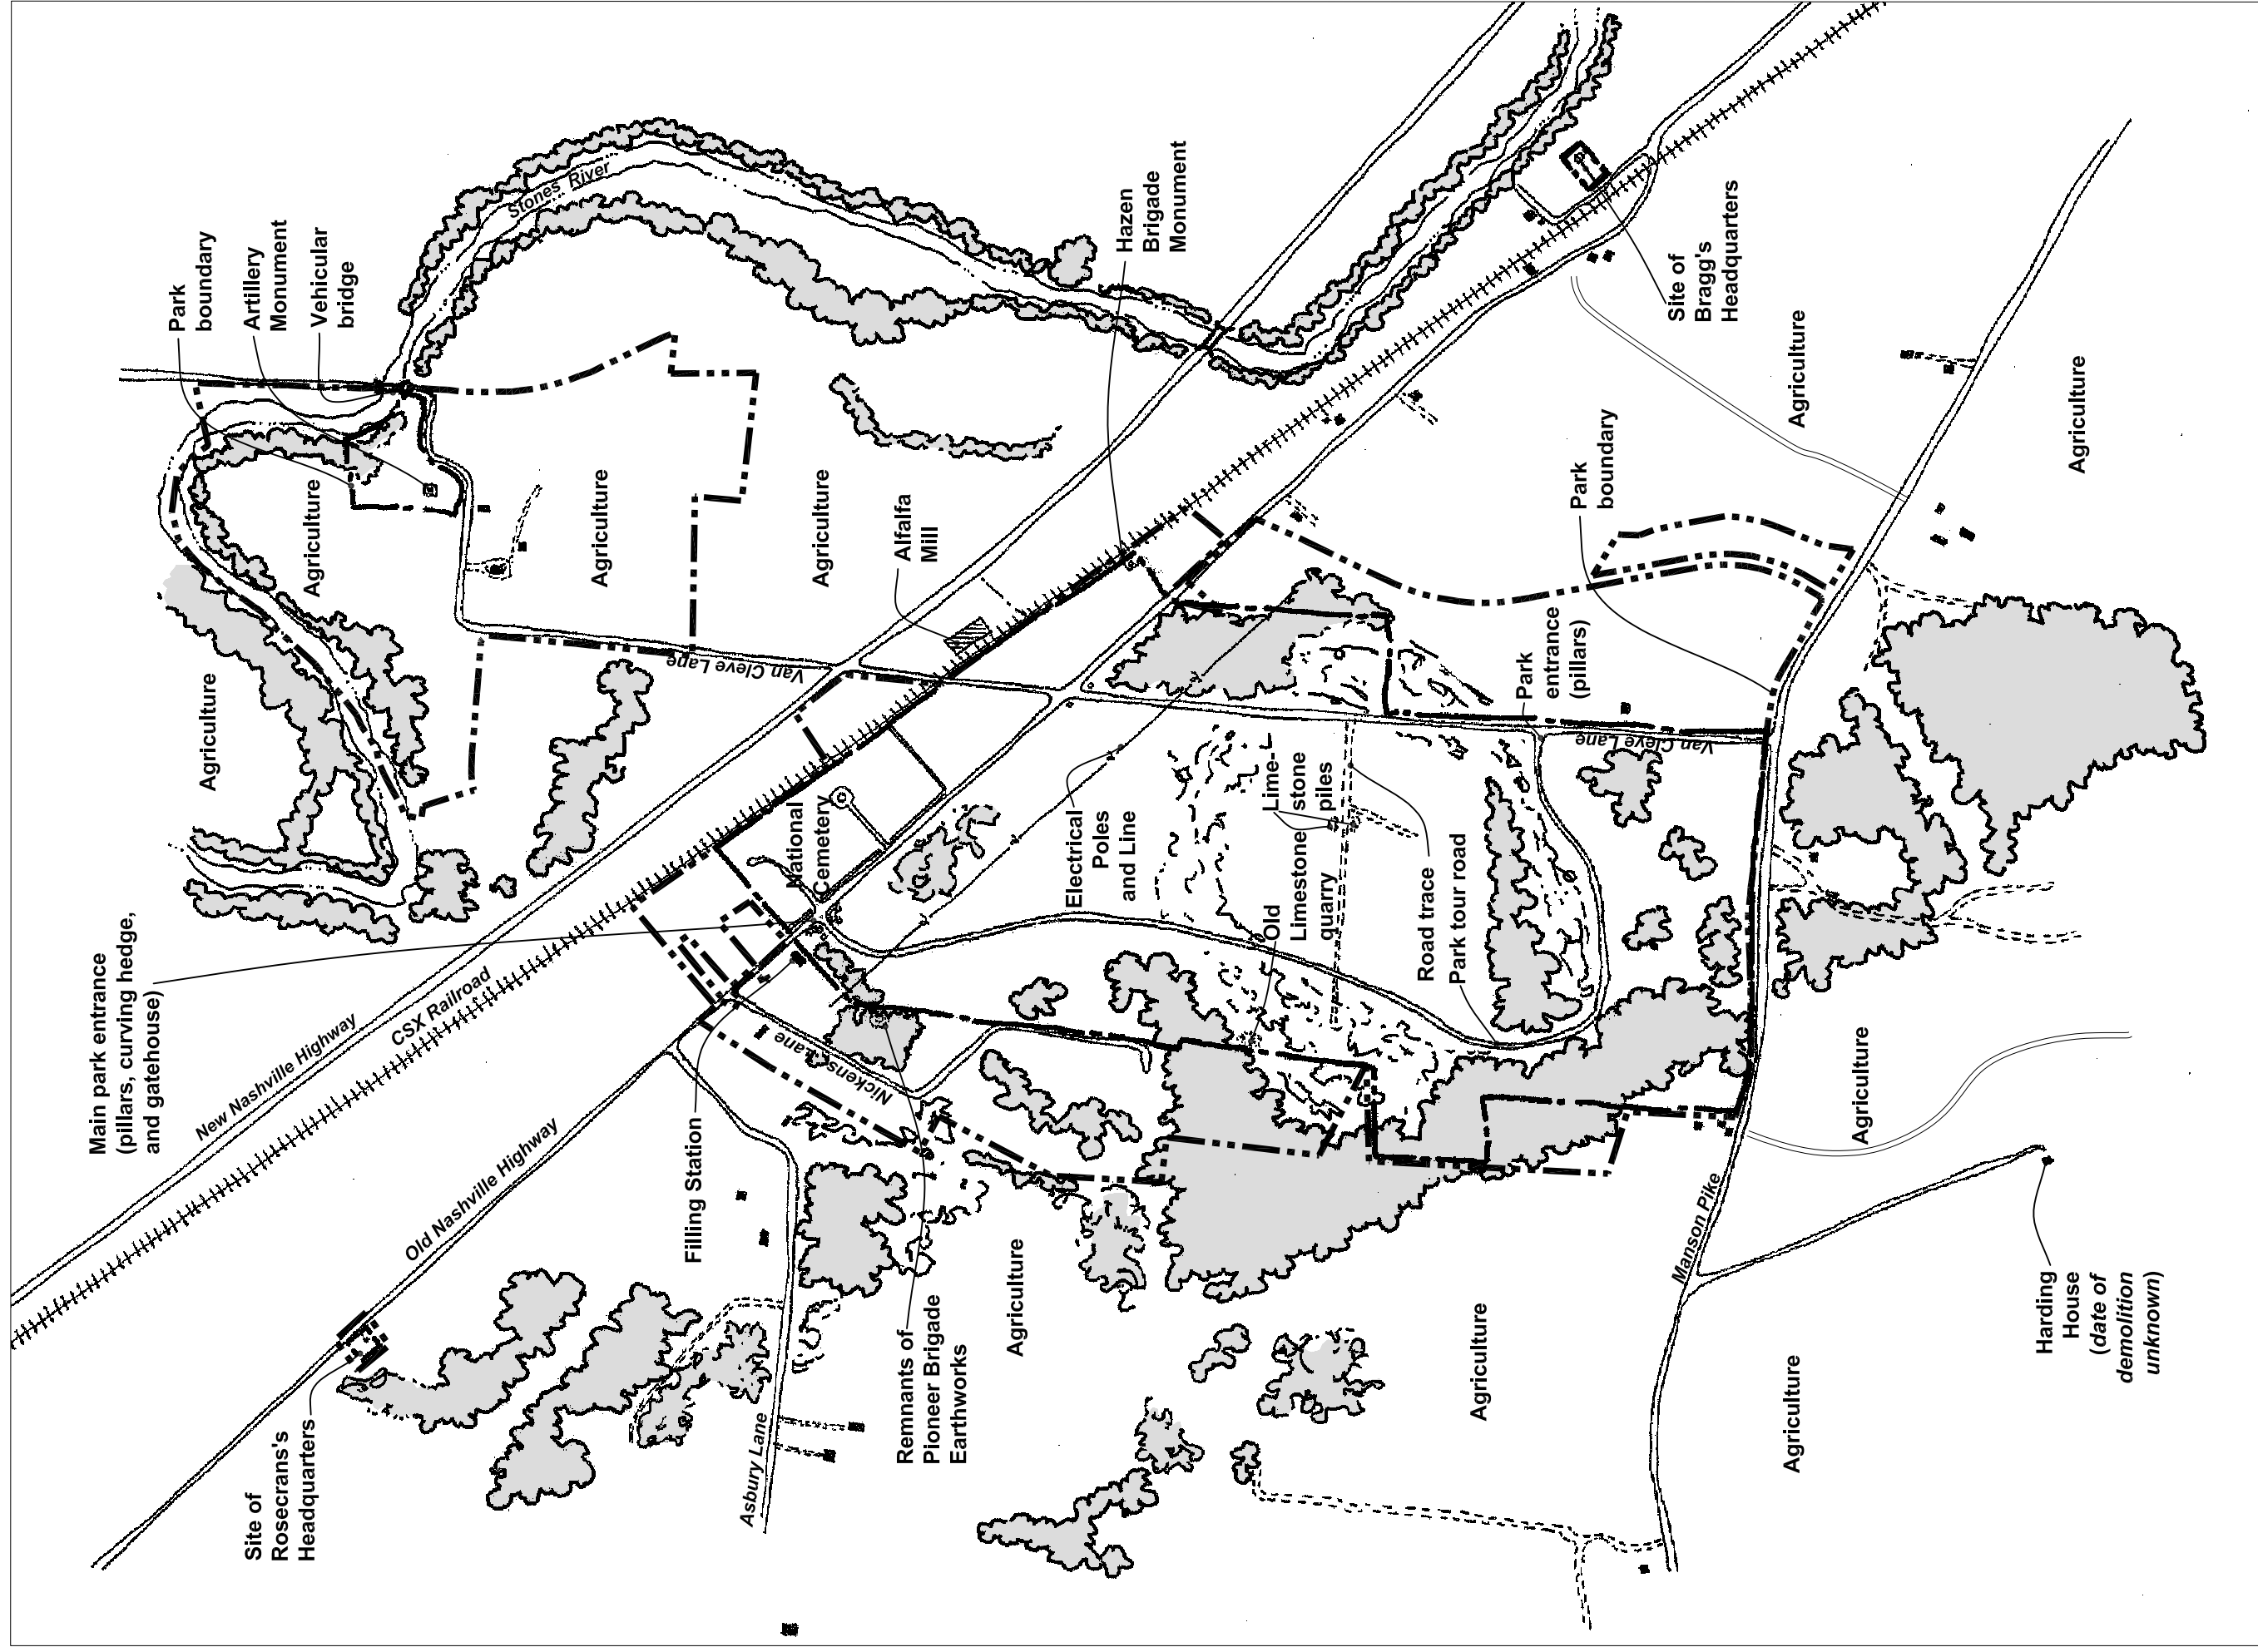 Main park entrance
(pillars, curving hedge,
and gatehouse)
Park
boundary
Artillery
Monument
Vehicular
bridge
Stones River
Hazen
Brigade
Monument
Site of
Bragg's
Headquarters
Agriculture
Agriculture
Park
boundary
Agriculture
Agriculture
Agriculture
Alfalfa
Mill
Agriculture
Van Cleve Lane
Park
entrance
(pillars)
Van Cleve Lane
New Nashville Highway
CSX Railroad
Old Nashville Highway
National
Cemetery
Electrical
Poles
and Line
Lime-
stone
piles
Old
Limestone
quarry
Road trace
Park tour road
Nickens Lane
Filling Station
Remnants of
Pioneer Brigade
Earthworks
Agriculture
Agriculture
Agriculture
Agriculture
Manson Pike
Harding
House
(date of
demolition
unknown)
Site of
Rosecrans's
Headquarters
Asbury Lane